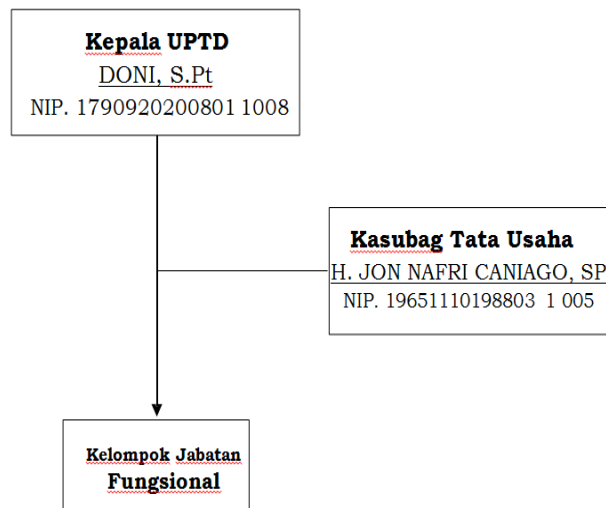 Kepala UPTD
DONI, S.Pt
NIP. 1790920200801 1008
Kasubag Tata Usaha
H. JON NAFRI CANIAGO, SP
NIP. 19651110198803 1 005
Kelompok Jabatan
Fungsional